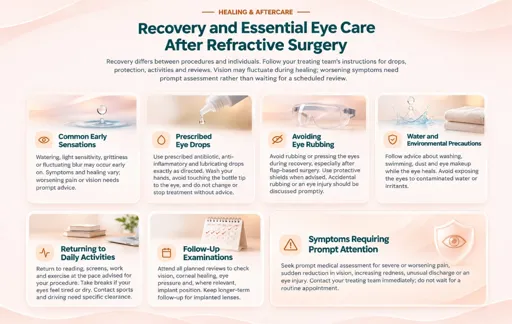 HEALING & AFTERCARE
Recovery and Essential Eye Care
After Refractive Surgery
Recovery differs between procedures and individuals. Follow your treating team's instructions for drops,
protection, activities and reviews. Vision may fluctuate during healing; worsening symptoms need
prompt assessment rather than waiting for a scheduled review.
Common Early
Sensations
Watering, light sensitivity, grittiness
or fluctuating blur may occur early
on. Symptoms and healing vary;
worsening pain or vision needs
prompt advice.
Prescribed
Eye Drops
Use prescribed antibiotic, anti-
inflammatory and lubricating drops
exactly as directed. Wash your
hands, avoid touching the bottle tip
to the eye, and do not change or
stop treatment without advice.
Avoiding
Eye Rubbing
Avoid rubbing or pressing the eyes
during recovery, especially after
flap-based surgery. Use protective
shields when advised. Accidental
rubbing or an eye injury should be
discussed promptly.
Water and
Environmental Precautions
Follow advice about washing,
swimming, dust and eye makeup
while the eye heals. Avoid exposing
the eyes to contaminated water or
irritants.
Returning to
Daily Activities
Return to reading, screens, work
and exercise at the pace advised for
your procedure. Take breaks if your
eyes feel tired or dry. Contact sports
and driving need specific clearance.
Follow-Up
Examinations
Attend all planned reviews to check
vision, corneal healing, eye
pressure and, where relevant,
implant position. Keep longer-term
follow-up for implanted lenses.
Symptoms Requiring
Prompt Attention
Seek prompt medical assessment for severe or worsening pain,
sudden reduction in vision, increasing redness, unusual discharge or an
eye injury. Contact your treating team immediately; do not wait for a
routine appointment.